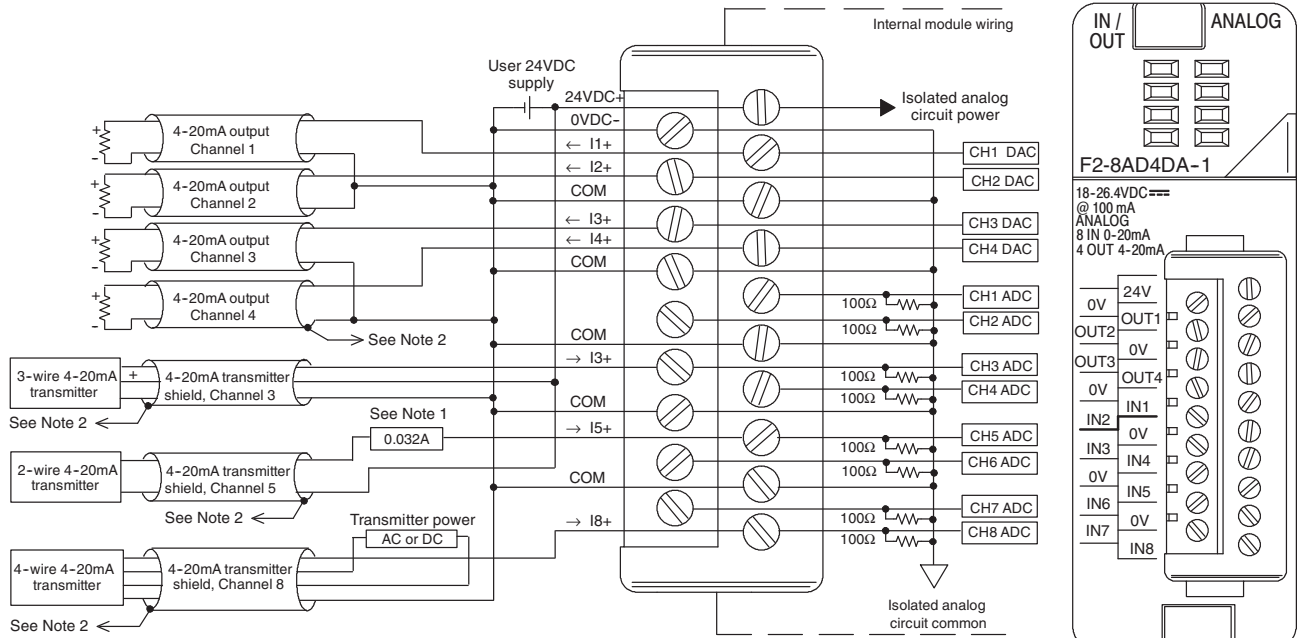 Internal module wiring
User 24VDC
supply
24VDC+
0VDC-
Isolated analog
circuit power
+
-
4-20mA output
Channel 1
← I1+
CH1 DAC
← I2+
CH2 DAC
+
-
4-20mA output
Channel 2
COM
+
-
4-20mA output
Channel 3
← I3+
CH3 DAC
← I4+
CH4 DAC
COM
+
-
4-20mA output
Channel 4
See Note 2
100Ω
CH1 ADC
100Ω
CH2 ADC
COM
3-wire 4-20mA
transmitter
+
4-20mA transmitter
shield, Channel 3
See Note 2
→ I3+
100Ω
CH3 ADC
100Ω
CH4 ADC
COM
See Note 1
0.032A
→ I5+
2-wire 4-20mA
transmitter
4-20mA transmitter
shield, Channel 5
See Note 2
100Ω
CH5 ADC
100Ω
CH6 ADC
COM
Transmitter power
AC or DC
→ I8+
4-wire 4-20mA
transmitter
4-20mA transmitter
shield, Channel 8
See Note 2
100Ω
CH7 ADC
100Ω
CH8 ADC
Isolated analog
circuit common
IN /
OUT
ANALOG
F2-8AD4DA-1
18-26.4VDC
@ 100 mA
ANALOG
8 IN 0-20mA
4 OUT 4-20mA
24V
0V
OUT1
OUT2
0V
OUT3
OUT4
0V
IN1
IN2
0V
IN3
IN4
0V
IN5
IN6
0V
IN7
IN8